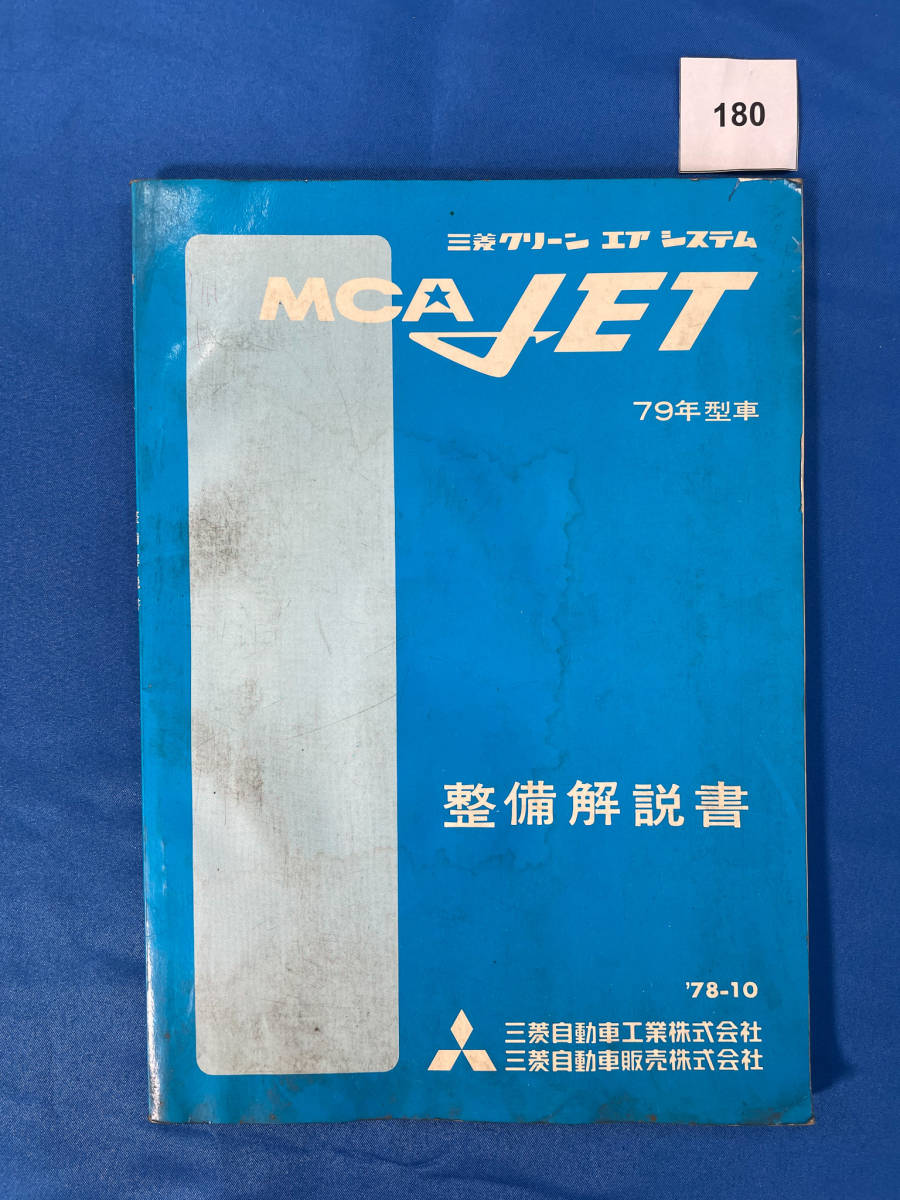 180
三菱クリーン エア システム
MCA JET
79年型車
整備解説書
'78-10
三菱自動車工業株式会社
三菱自動車販売株式会社